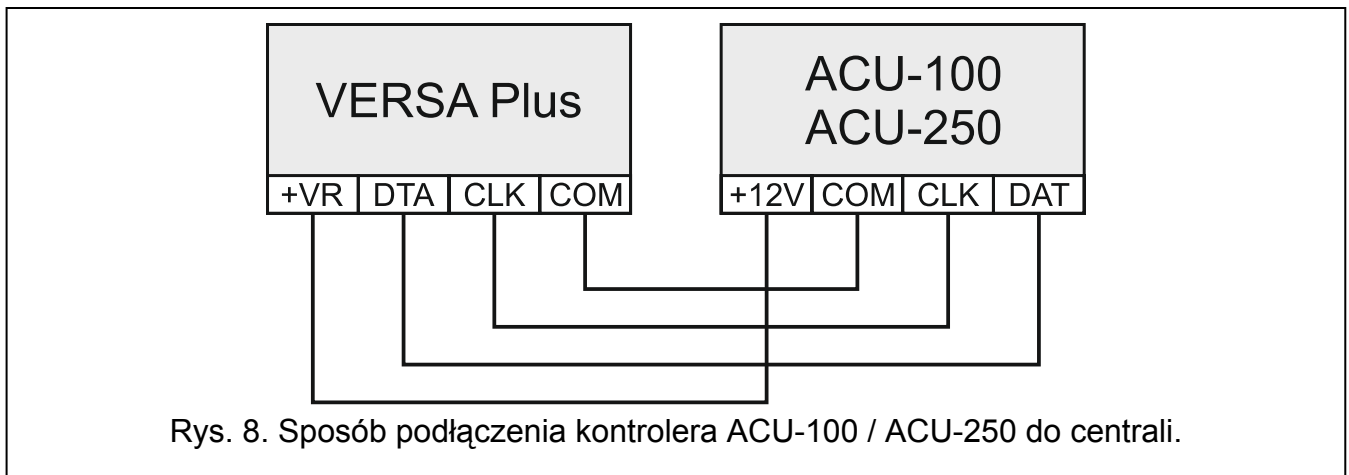 VERSA Plus
ACU-100
ACU-250
+VR DTA CLK COM
+12V COM CLK DAT
Rys. 8. Sposób podłączenia kontrolera ACU-100 / ACU-250 do centrali.